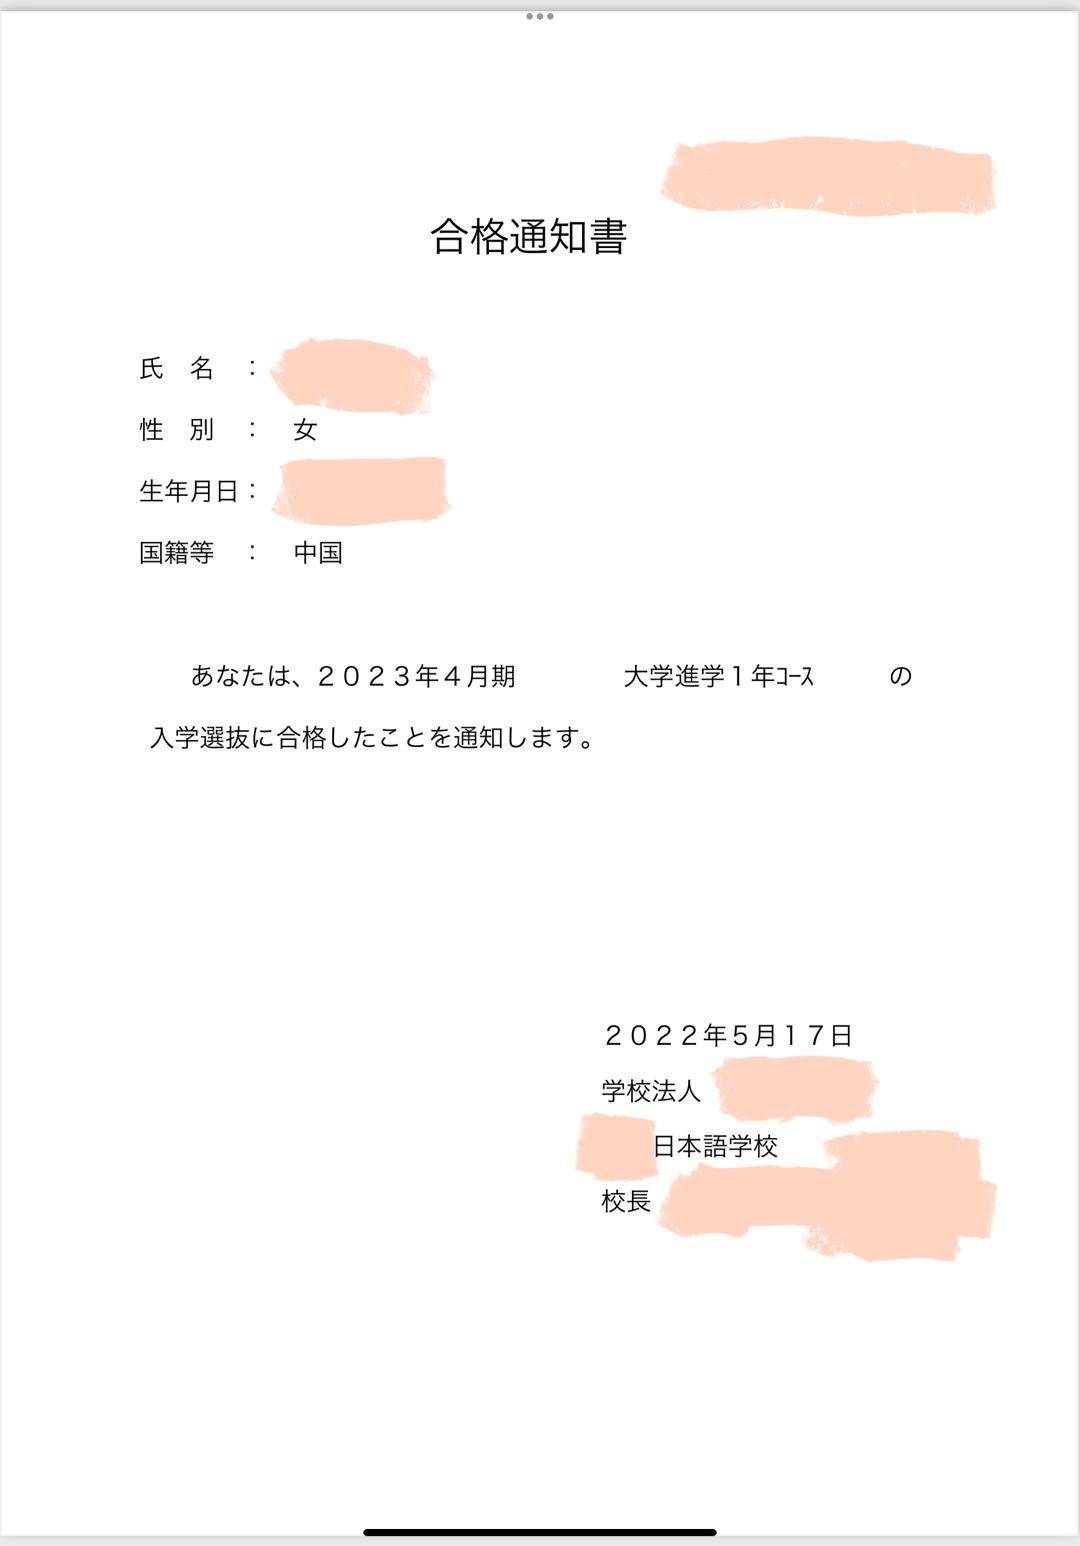 合格通知書
氏　名　：
性　別　：　女
生年月日：
国籍等　：　中国
あなたは、２０２３年４月期　　　　大学進学１年ｺｰｽ　　　の
入学選抜に合格したことを通知します。
２０２２年５月１７日
学校法人
日本語学校
校長